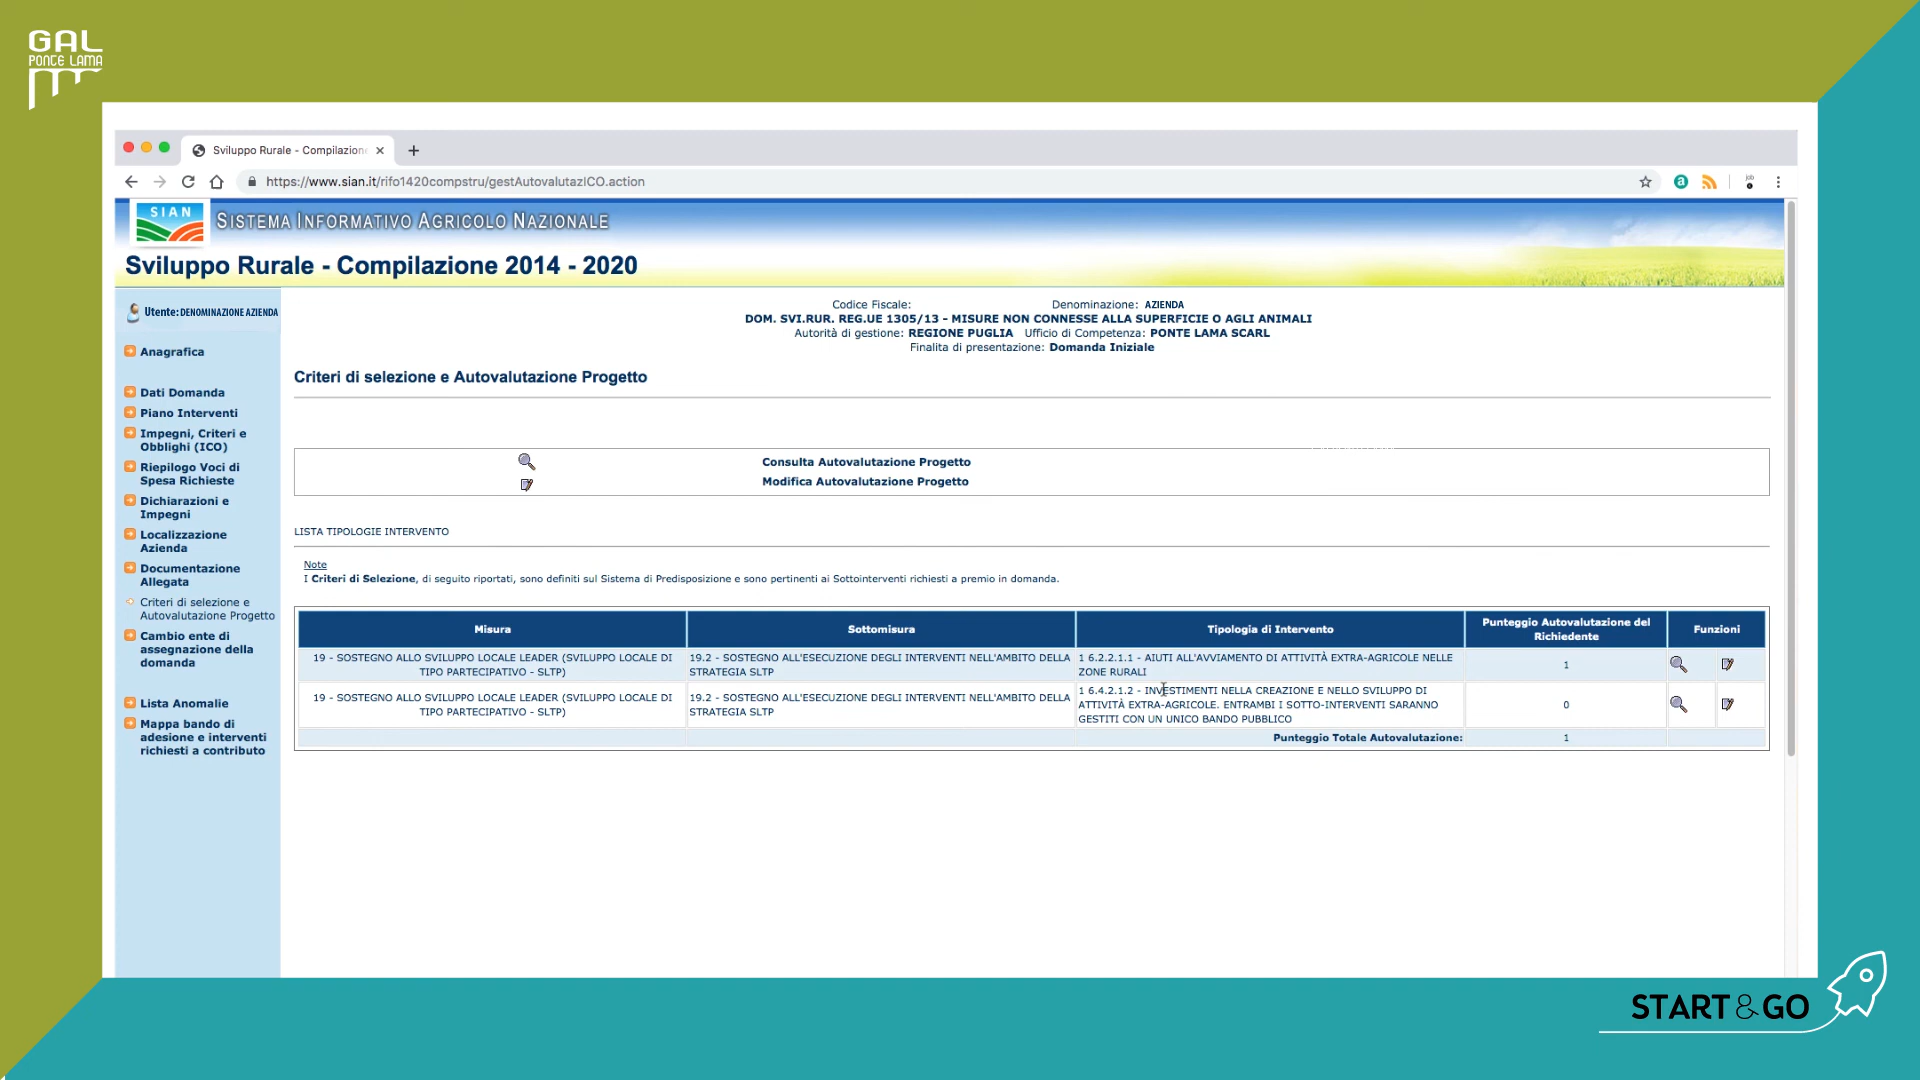 GAL
PONTE LAMA
Sviluppo Rurale - Compilazione
https://www.sian.it/rifo1420compstru/gestAutovalutazICO.action
job
SIAN
SISTEMA INFORMATIVO AGRICOLO NAZIONALE
Sviluppo Rurale - Compilazione 2014 - 2020
Utente: DENOMINAZIONE AZIENDA
Anagrafica
Dati Domanda
Piano Interventi
Impegni, Criteri e
Obblighi (ICO)
Riepilogo Voci di
Spesa Richieste
Dichiarazioni e
Impegni
Localizzazione
Azienda
Documentazione
Allegata
Criteri di selezione e
Autovalutazione Progetto
Cambio ente di
assegnazione della
domanda
Lista Anomalie
Mappa bando di
adesione e interventi
richiesti a contributo
Codice Fiscale: Denominazione: AZIENDA
DOM. SVI.RUR. REG.UE 1305/13 - MISURE NON CONNESSE ALLA SUPERFICIE O AGLI ANIMALI
Autorità di gestione: REGIONE PUGLIA Ufficio di Competenza: PONTE LAMA SCARL
Finalita di presentazione: Domanda Iniziale
Criteri di selezione e Autovalutazione Progetto
Consulta Autovalutazione Progetto
Modifica Autovalutazione Progetto
LISTA TIPOLOGIE INTERVENTO
Note
I Criteri di Selezione, di seguito riportati, sono definiti sul Sistema di Predisposizione e sono pertinenti ai Sottointerventi richiesti a premio in domanda.
Misura
Sottomisura
Tipologia di Intervento
Punteggio Autovalutazione del
Richiedente
Funzioni
19 - SOSTEGNO ALLO SVILUPPO LOCALE LEADER (SVILUPPO LOCALE DI
TIPO PARTECIPATIVO - SLTP)
19.2 - SOSTEGNO ALL'ESECUZIONE DEGLI INTERVENTI NELL'AMBITO DELLA
STRATEGIA SLTP
1 6.2.2.1.1 - AIUTI ALL'AVVIAMENTO DI ATTIVITÀ EXTRA-AGRICOLE NELLE
ZONE RURALI
1
19 - SOSTEGNO ALLO SVILUPPO LOCALE LEADER (SVILUPPO LOCALE DI
TIPO PARTECIPATIVO - SLTP)
19.2 - SOSTEGNO ALL'ESECUZIONE DEGLI INTERVENTI NELL'AMBITO DELLA
STRATEGIA SLTP
1 6.4.2.1.2 - INVESTIMENTI NELLA CREAZIONE E NELLO SVILUPPO DI
ATTIVITÀ EXTRA-AGRICOLE. ENTRAMBI I SOTTO-INTERVENTI SARANNO
GESTITI CON UN UNICO BANDO PUBBLICO
0
Punteggio Totale Autovalutazione:
1
START&GO